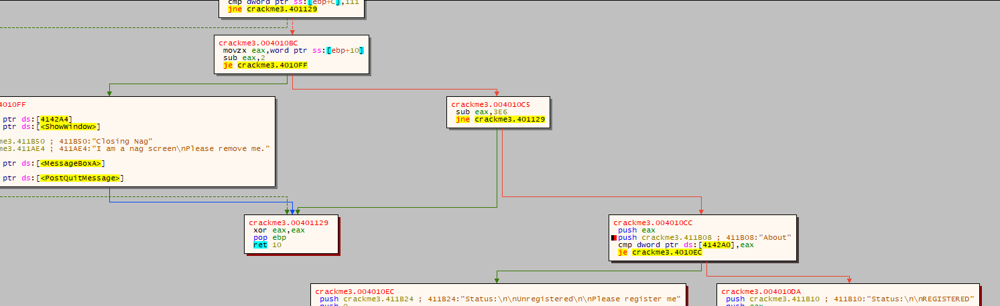 cmp dword ptr ss:[ebp+C],111
jne crackme3.401129
crackme3.004010BC
movzx eax,word ptr ss:[ebp+10]
sub eax,2
je crackme3.4010FF
4010FF
ptr ds:[4142A4]
ptr ds:[<ShowWindow>]
me3.411B50 ; 411B50:"Closing Nag"
me3.411AE4 ; 411AE4:"I am a nag screen\nPlease remove me."
ptr ds:[<MessageBoxA>]
ptr ds:[<PostQuitMessage>]
crackme3.004010C5
sub eax,3E6
jne crackme3.401129
crackme3.00401129
xor eax,eax
pop ebp
ret 10
crackme3.004010CC
push eax
push crackme3.411B08 ; 411B08:"About"
cmp dword ptr ds:[4142A0],eax
je crackme3.4010EC
crackme3.004010EC
push crackme3.411B24 ; 411B24:"Status:\n\nUnregistered\n\nPlease register me"
push 0
crackme3.004010DA
push crackme3.411B10 ; 411B10:"Status:\n\nREGISTERED"
push eax